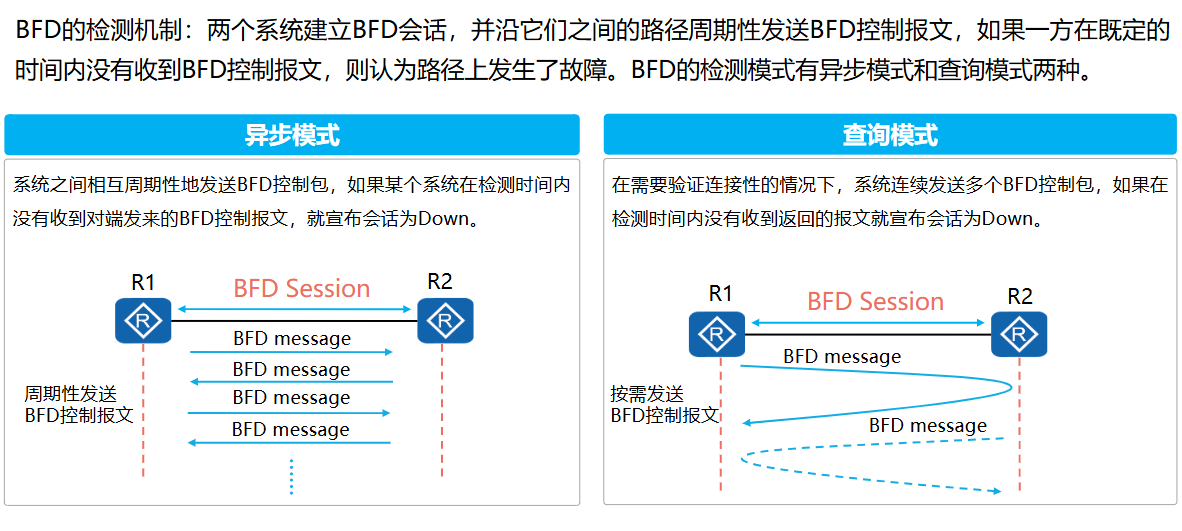 BFD的检测机制：两个系统建立BFD会话，并沿它们之间的路径周期性发送BFD控制报文，如果一方在既定的
时间内没有收到BFD控制报文，则认为路径上发生了故障。BFD的检测模式有异步模式和查询模式两种。
异步模式
系统之间相互周期性地发送BFD控制包，如果某个系统在检测时间内
没有收到对端发来的BFD控制报文，就宣布会话为Down。
R1
BFD Session
R2
R
R
BFD message
BFD message
BFD message
BFD message
周期性发送
BFD控制报文
查询模式
在需要验证连接性的情况下，系统连续发送多个BFD控制包，如果在
检测时间内没有收到返回的报文就宣布会话为Down。
R1
BFD Session
R2
R
R
BFD message
按需发送
BFD控制报文
BFD message